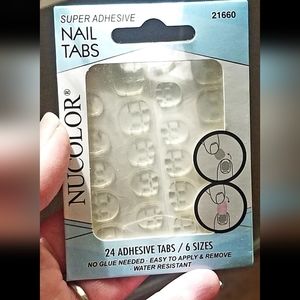 SUPER ADHESIVE
NAIL
TABS
21660
NUCOLOR®
24 ADHESIVE TABS / 6 SIZES
NO GLUE NEEDED - EASY TO APPLY & REMOVE
- WATER RESISTANT